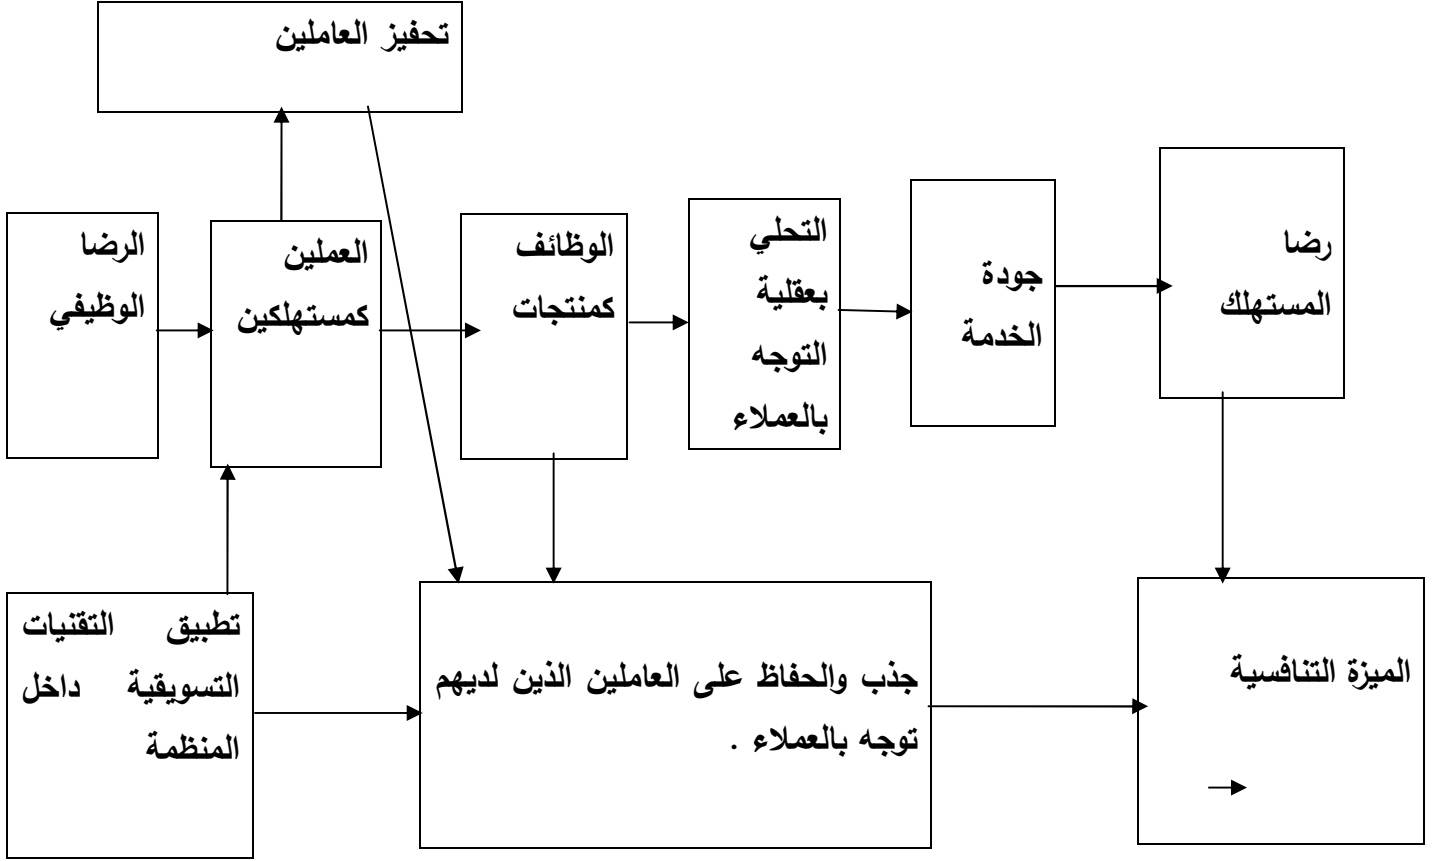 تحفيز العاملين
الرضا
الوظيفي
العملين
كمستهلكين
الوظائف
كمنتجات
التحلي
بعقلية
التوجه
بالعملاء
جودة
الخدمة
رضا
المستهلك
تطبيق التقنيات
التسويقية داخل
المنظمة
جذب والحفاظ على العاملين الذين لديهم
توجه بالعملاء .
الميزة التنافسية